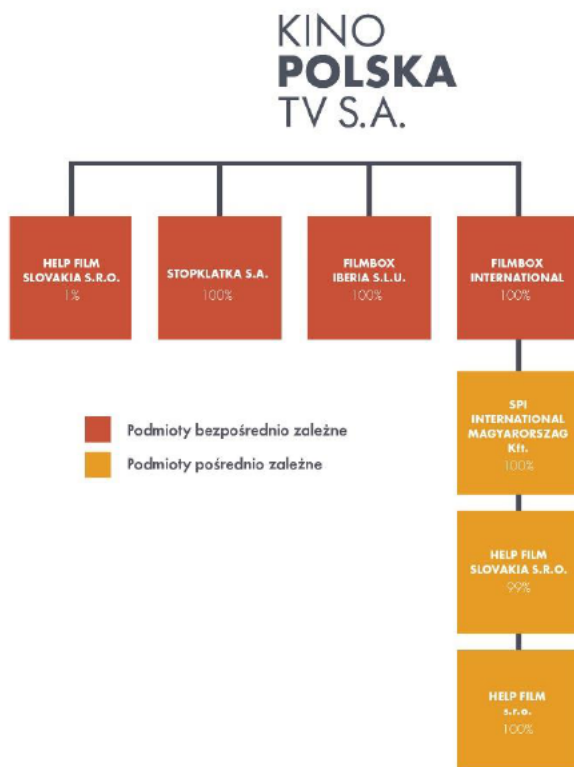 KINO
POLSKA
TV S.A.
HELP FILM
SLOVAKIA S.R.O.
1%
STOPKLATKA S.A.
100%
FILMBOX
IBERIA S.L.U.
100%
FILMBOX
INTERNATIONAL
100%
SPI
INTERNATIONAL
MAGYARORSZAG
Kft.
100%
Podmioty bezpośrednio zależne
Podmioty pośrednio zależne
HELP FILM
SLOVAKIA S.R.O.
99%
HELP FILM
s.r.o.
100%